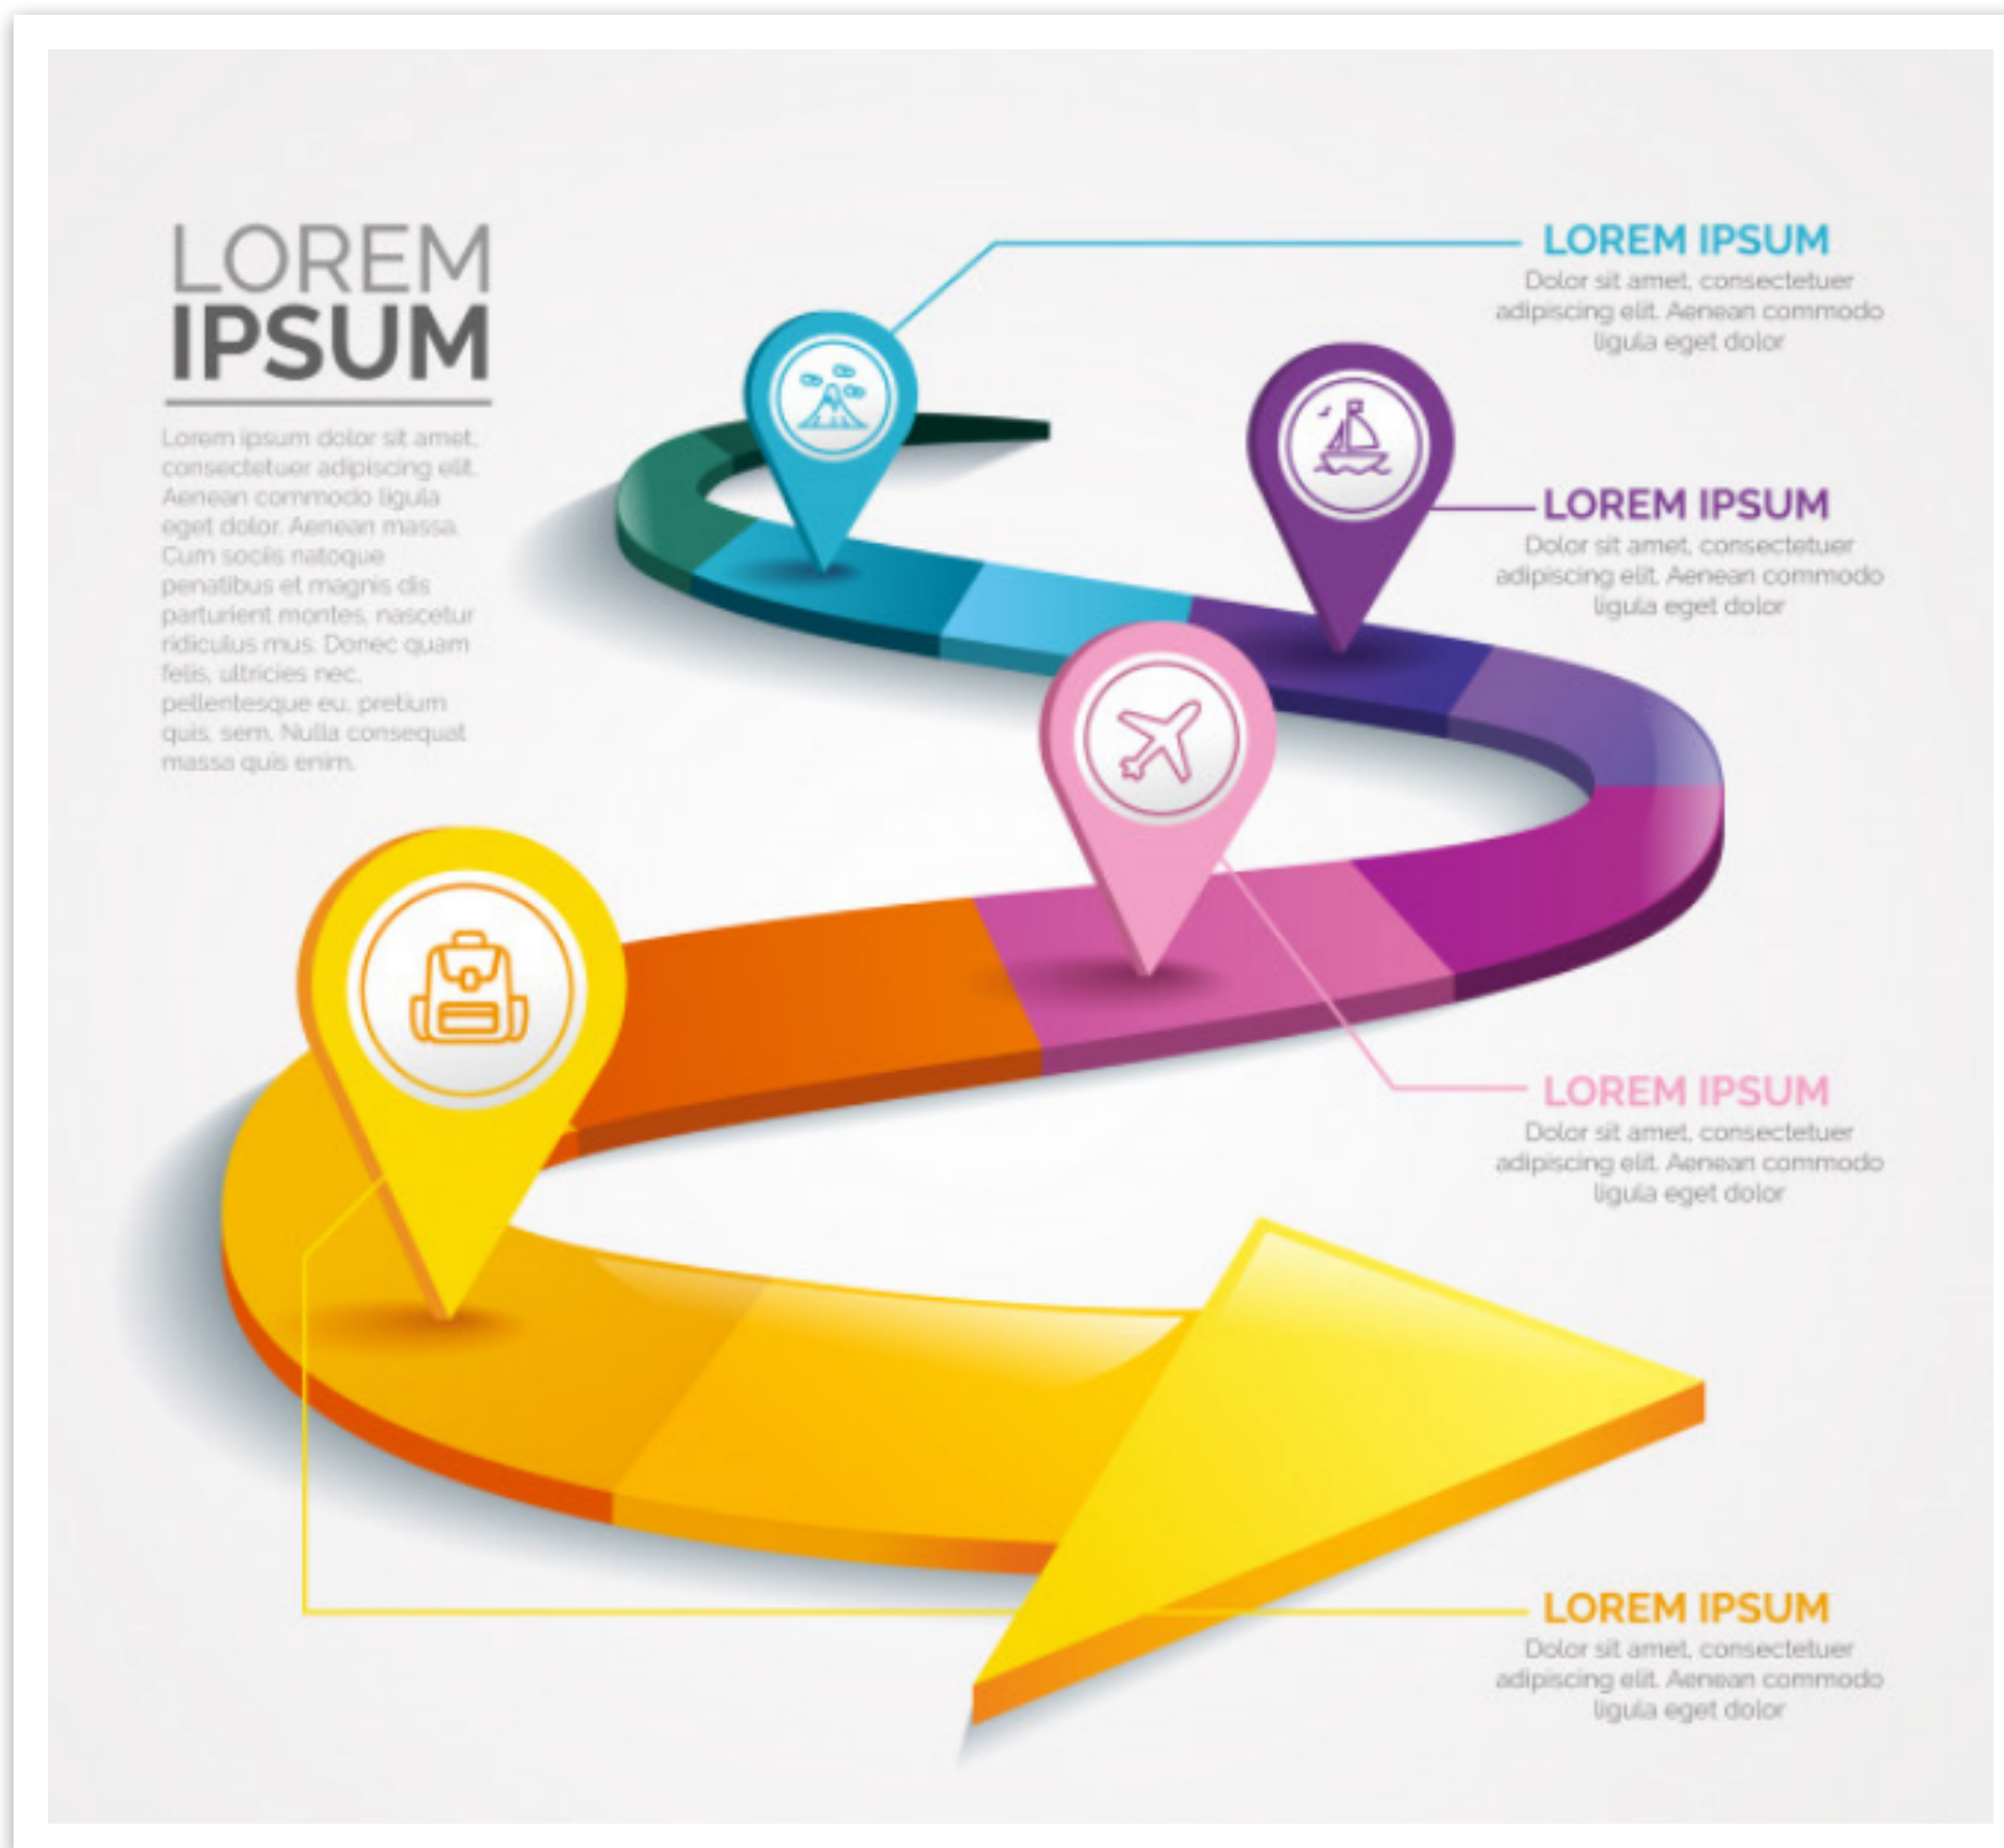 LOREM
IPSUM
Lorem ipsum dolor sit amet,
consectetuer adipiscing elit.
Aenean commodo ligula
eget dolor. Aenean massa.
Cum sociis natoque
penatibus et magnis dis
parturient montes, nascetur
ridiculus mus. Donec quam
felis, ultricies nec,
pellentesque eu, pretium
quis, sem. Nulla consequat
massa quis enim.
LOREM IPSUM
Dolor sit amet, consectetuer
adipiscing elit. Aenean commodo
ligula eget dolor
LOREM IPSUM
Dolor sit amet, consectetuer
adipiscing elit. Aenean commodo
ligula eget dolor
LOREM IPSUM
Dolor sit amet, consectetuer
adipiscing elit. Aenean commodo
ligula eget dolor
LOREM IPSUM
Dolor sit amet, consectetuer
adipiscing elit. Aenean commodo
ligula eget dolor